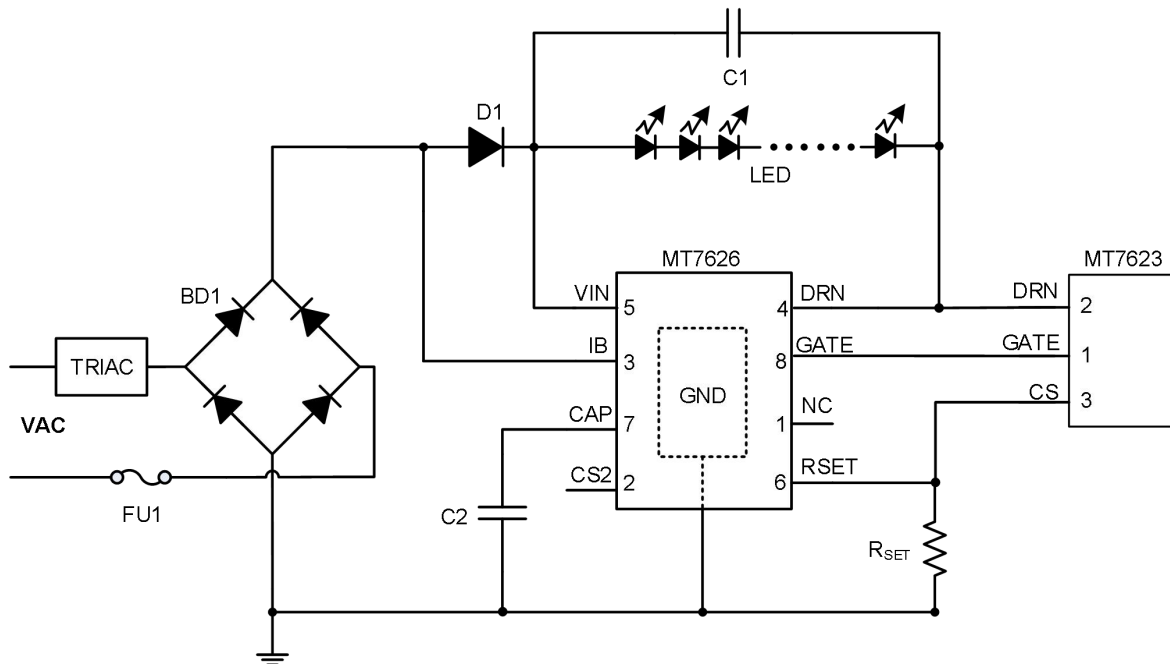 C1
D1
LED
MT7626
MT7623
BD1
VIN
5
DRN
4
DRN
2
IB
3
GATE
8
GATE
1
TRIAC
GND
CS
3
VAC
CAP
7
NC
1
CS2
2
RSET
6
FU1
C2
RSET